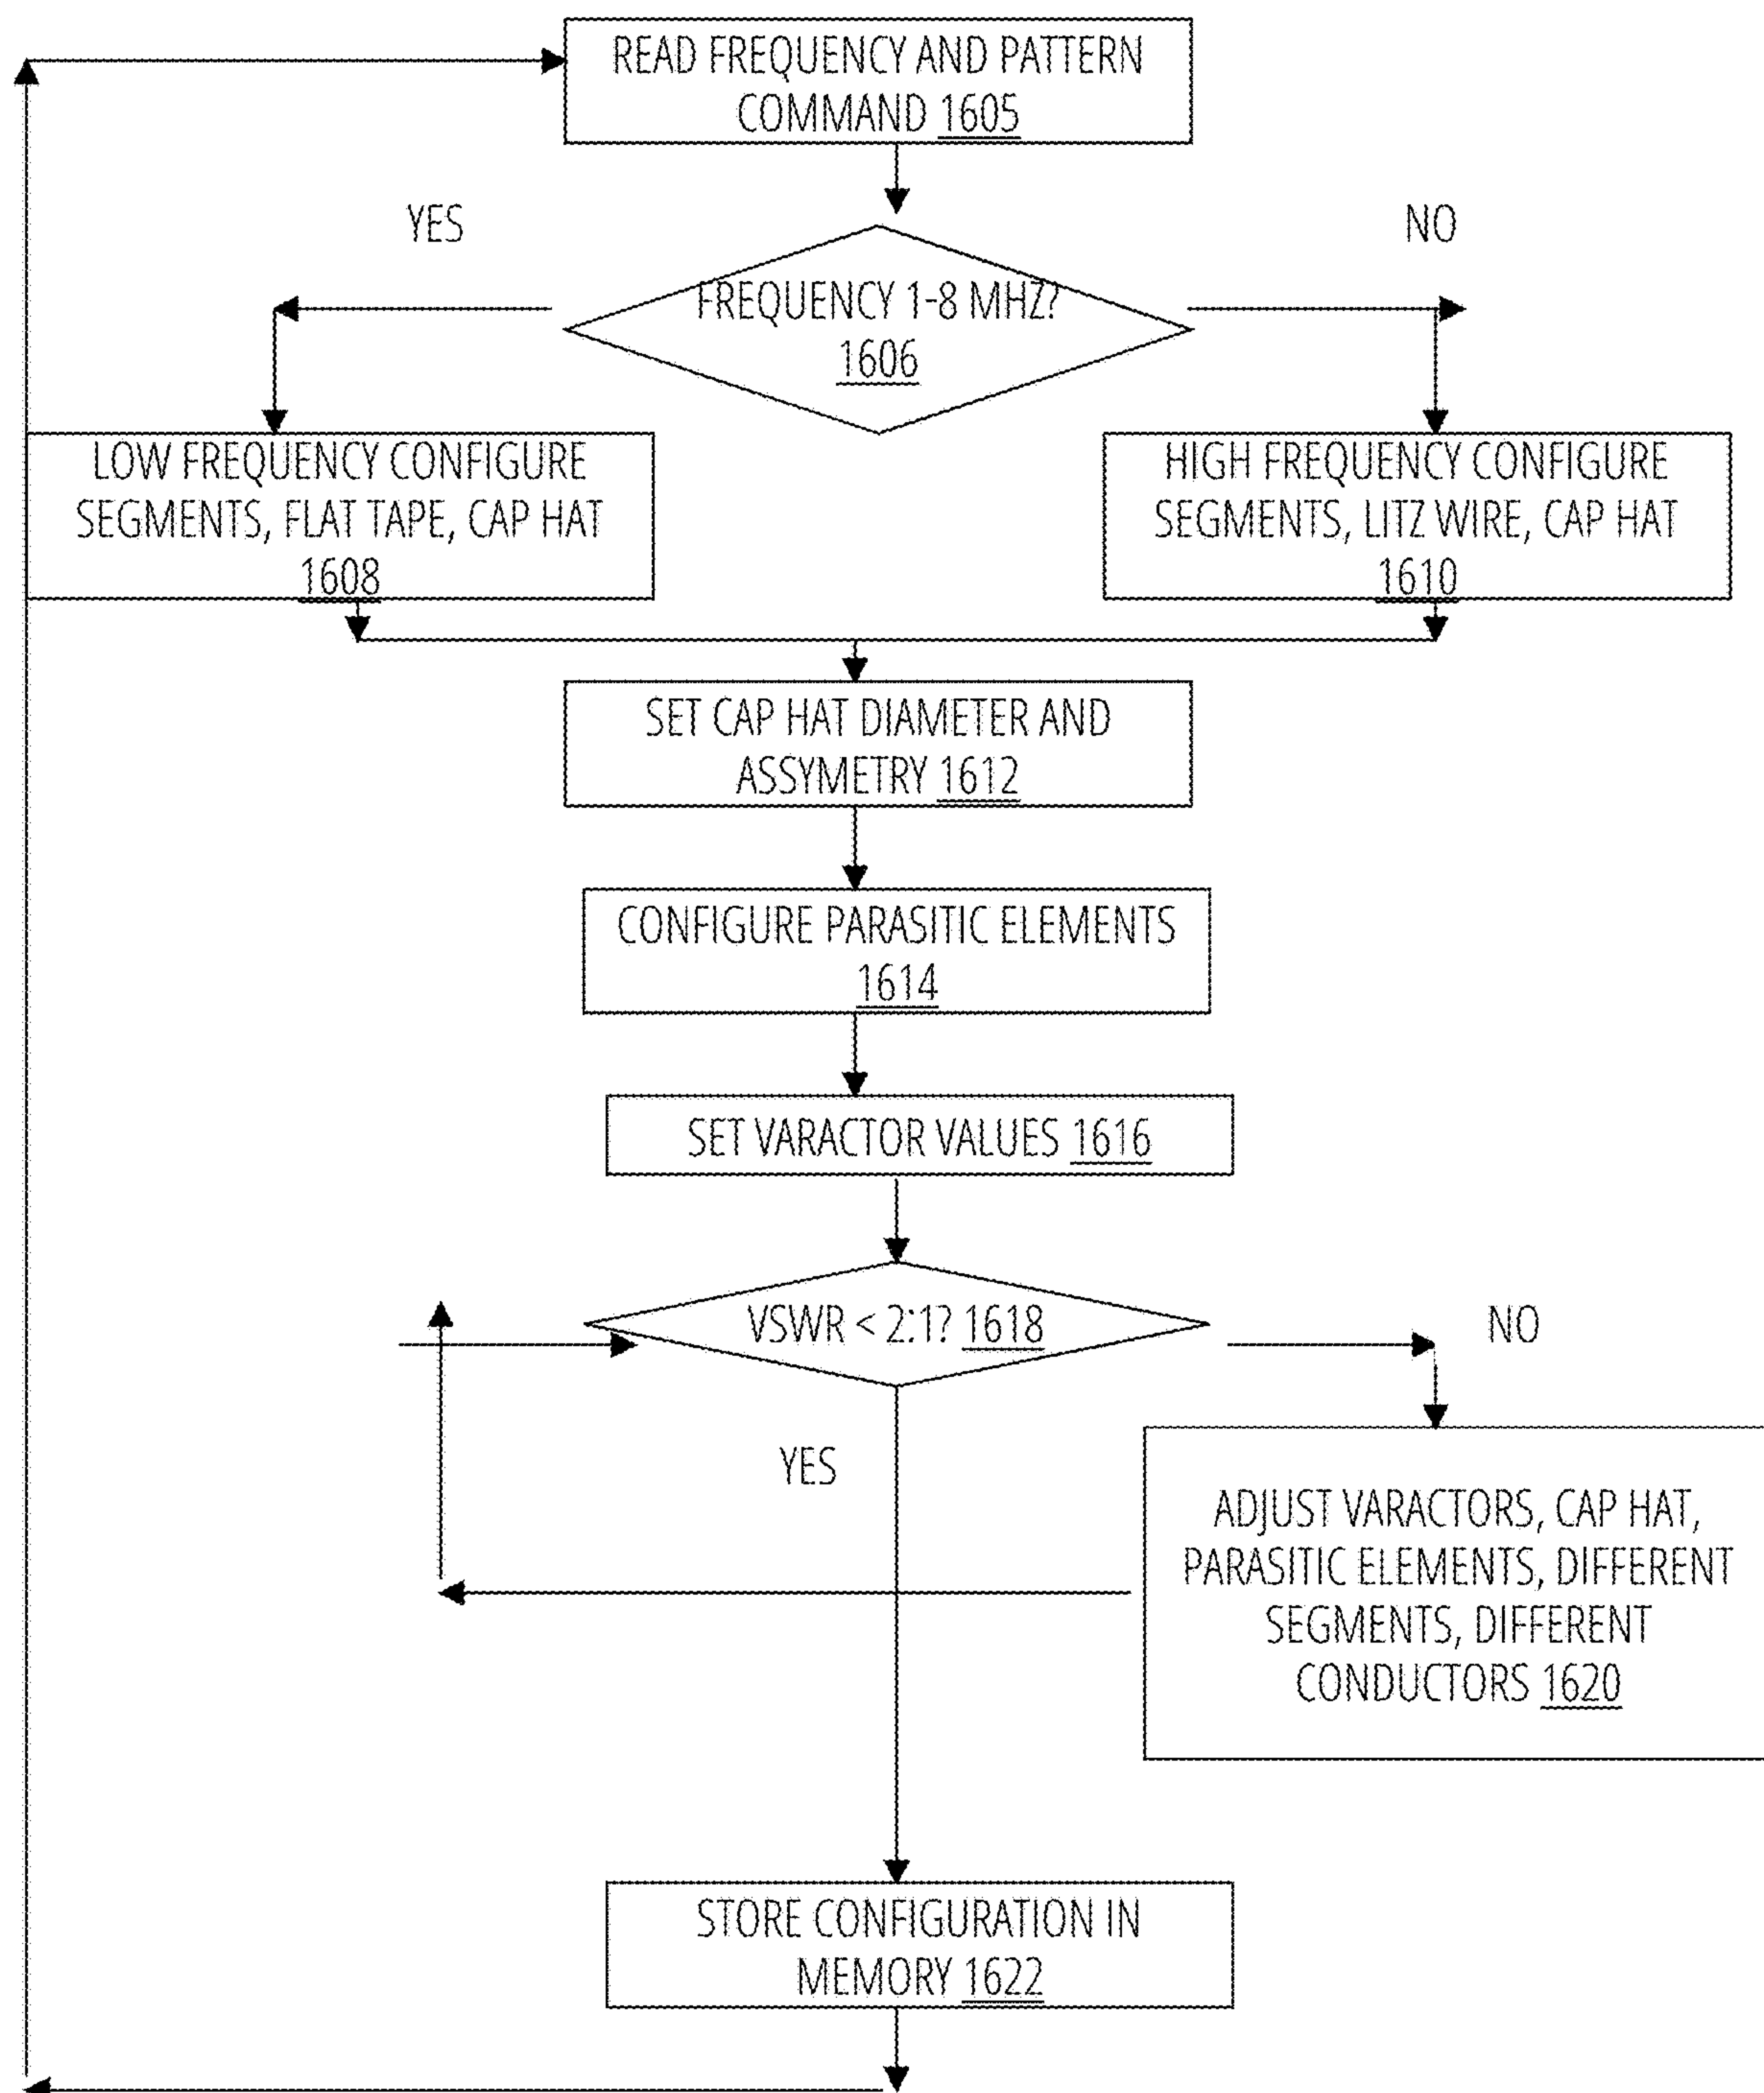 READ FREQUENCY AND PATTERN
COMMAND 1605
YES
NO
FREQUENCY 1-8 MHZ?
1606
LOW FREQUENCY CONFIGURE
SEGMENTS, FLAT TAPE, CAP HAT
1608
HIGH FREQUENCY CONFIGURE
SEGMENTS, LITZ WIRE, CAP HAT
1610
SET CAP HAT DIAMETER AND
ASSYMETRY 1612
CONFIGURE PARASITIC ELEMENTS
1614
SET VARACTOR VALUES 1616
VSWR < 2:1? 1618
NO
YES
ADJUST VARACTORS, CAP HAT,
PARASITIC ELEMENTS, DIFFERENT
SEGMENTS, DIFFERENT
CONDUCTORS 1620
STORE CONFIGURATION IN
MEMORY 1622